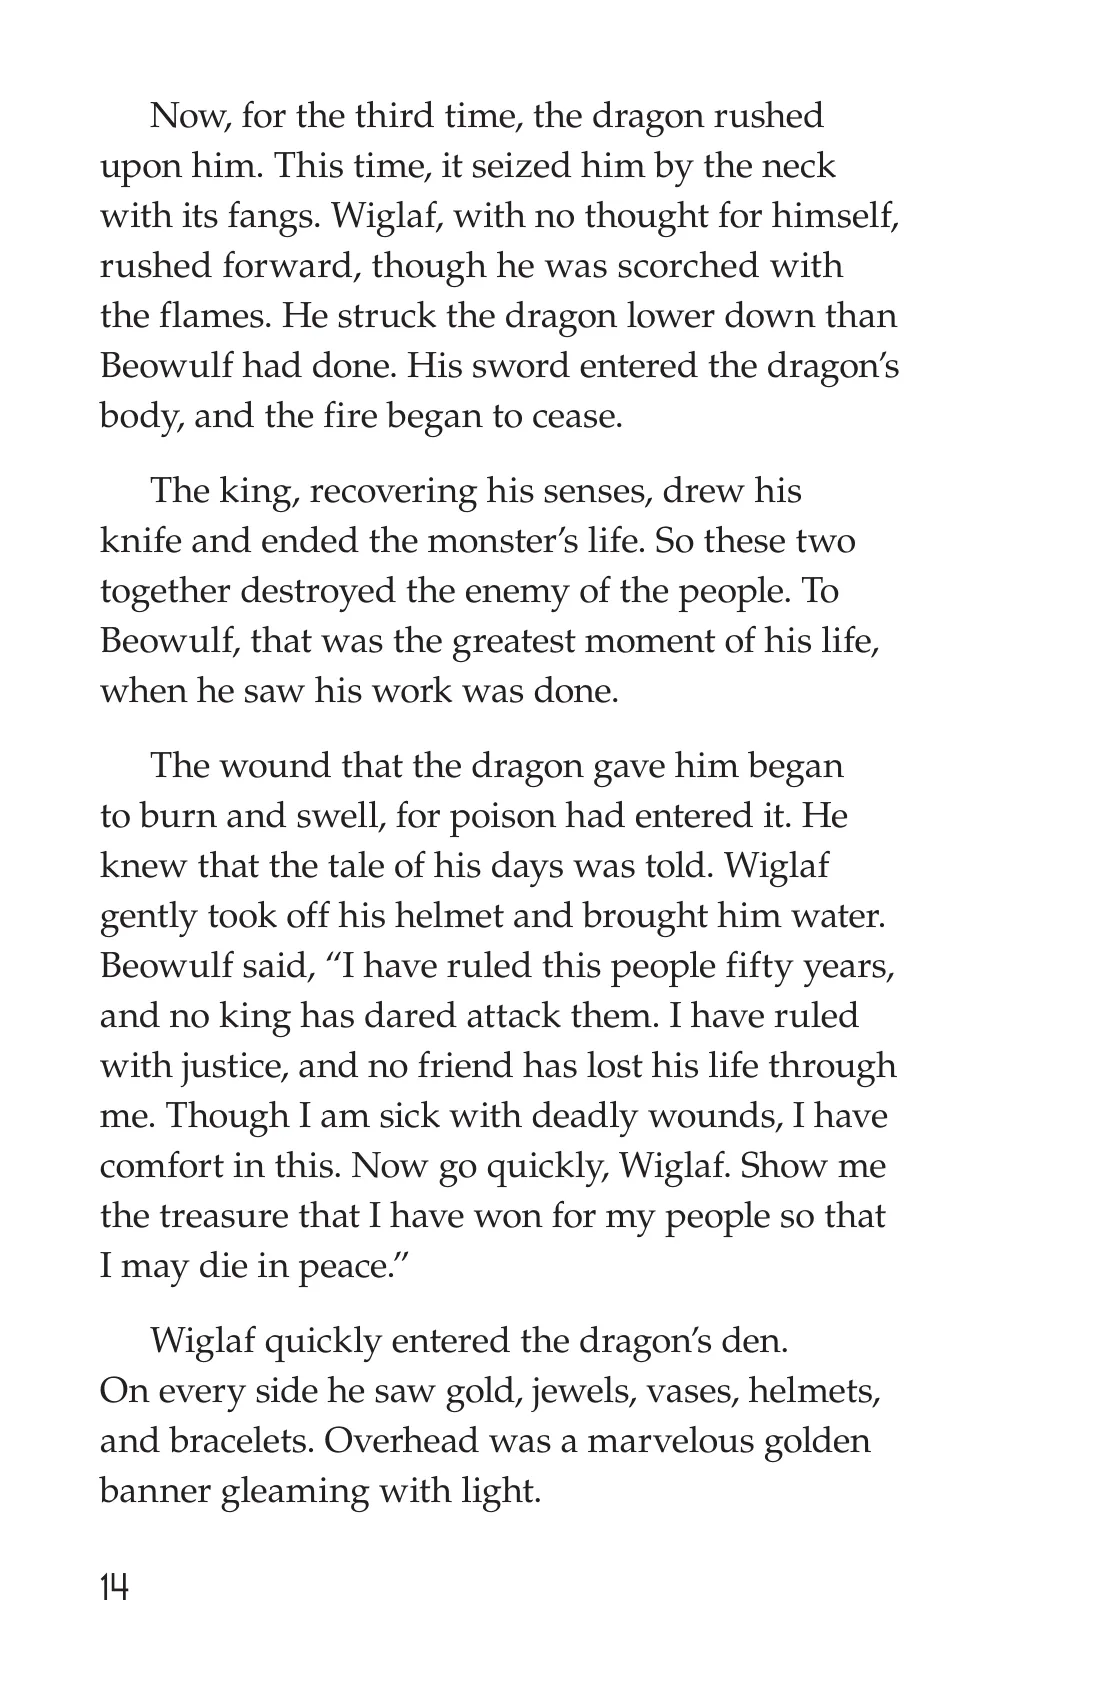 Now, for the third time, the dragon rushed
upon him. This time, it seized him by the neck
with its fangs. Wiglaf, with no thought for himself,
rushed forward, though he was scorched with
the flames. He struck the dragon lower down than
Beowulf had done. His sword entered the dragon’s
body, and the fire began to cease.
The king, recovering his senses, drew his
knife and ended the monster’s life. So these two
together destroyed the enemy of the people. To
Beowulf, that was the greatest moment of his life,
when he saw his work was done.
The wound that the dragon gave him began
to burn and swell, for poison had entered it. He
knew that the tale of his days was told. Wiglaf
gently took off his helmet and brought him water.
Beowulf said, “I have ruled this people fifty years,
and no king has dared attack them. I have ruled
with justice, and no friend has lost his life through
me. Though I am sick with deadly wounds, I have
comfort in this. Now go quickly, Wiglaf. Show me
the treasure that I have won for my people so that
I may die in peace.”
Wiglaf quickly entered the dragon’s den.
On every side he saw gold, jewels, vases, helmets,
and bracelets. Overhead was a marvelous golden
banner gleaming with light.
14